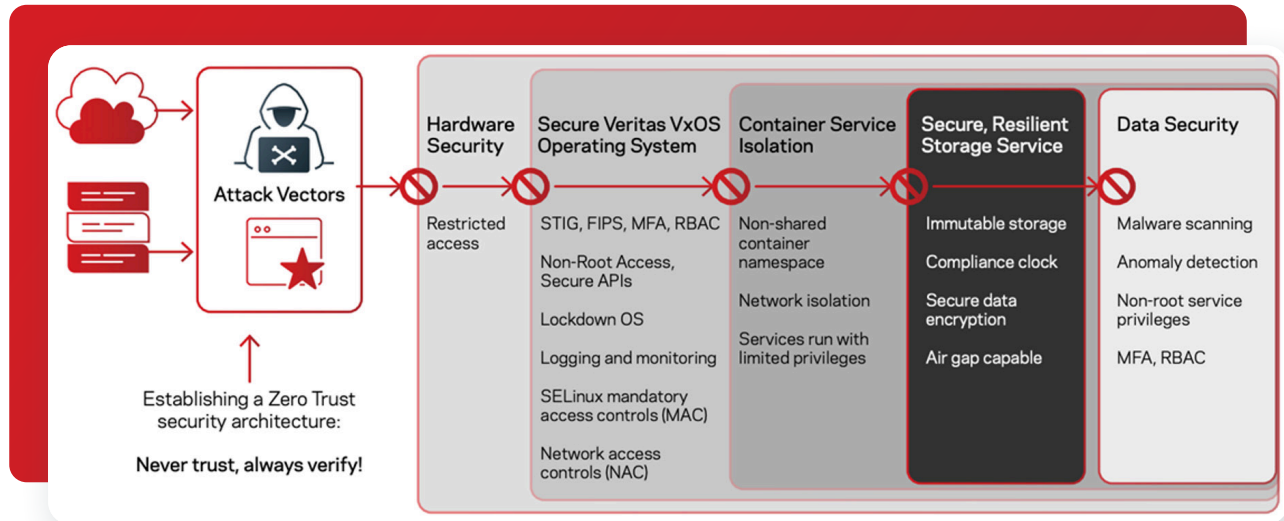 Attack Vectors
Establishing a Zero Trust
security architecture:
Never trust, always verify!
Hardware
Security
Restricted
access
Secure Veritas VxOS
Operating System
STIG, FIPS, MFA, RBAC
Non-Root Access,
Secure APIs
Lockdown OS
Logging and monitoring
SELinux mandatory
access controls (MAC)
Network access
controls (NAC)
Container Service
Isolation
Non-shared
container
namespace
Network isolation
Services run with
limited privileges
Secure, Resilient
Storage Service
Immutable storage
Compliance clock
Secure data
encryption
Air gap capable
Data Security
Malware scanning
Anomaly detection
Non-root service
privileges
MFA, RBAC